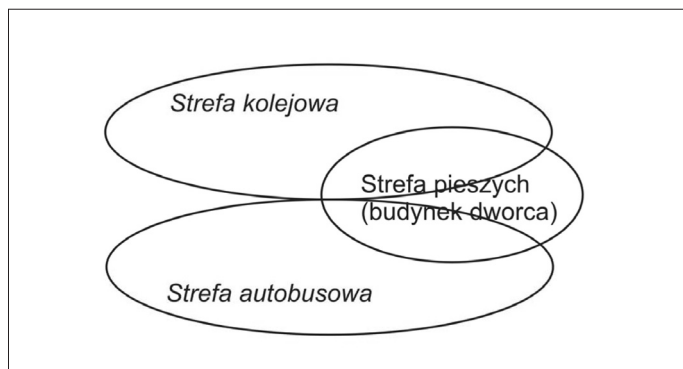 Strefa kolejowa
Strefa pieszych
(budynek dworca)
Strefa autobusowa